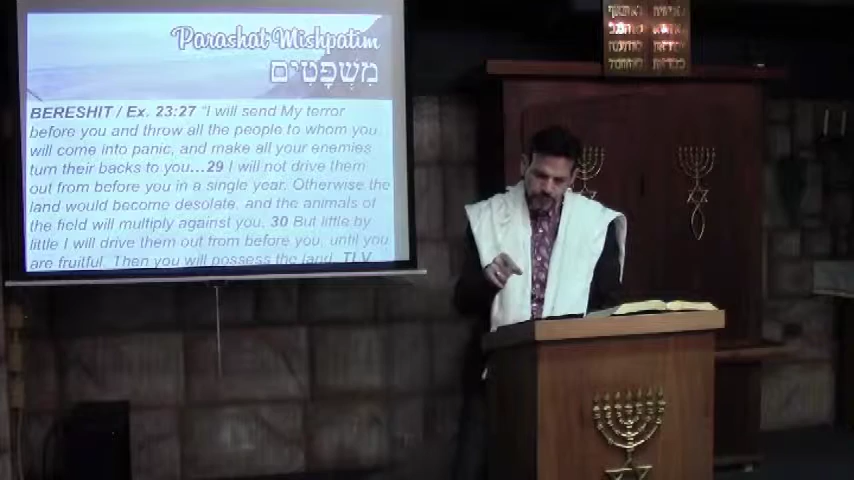 Parashat Mishpatim
מִשְׁפָּטִים
BERESHIT / Ex. 23:27 "I will send My terror
before you and throw all the people to whom you
will come into panic, and make all your enemies
turn their backs to you...29 I will not drive them
out from before you in a single year. Otherwise the
land would become desolate, and the animals of
the field will multiply against you. 30 But little by
little I will drive them out from before you, until you
are fruitful. Then you will possess the land. TLV